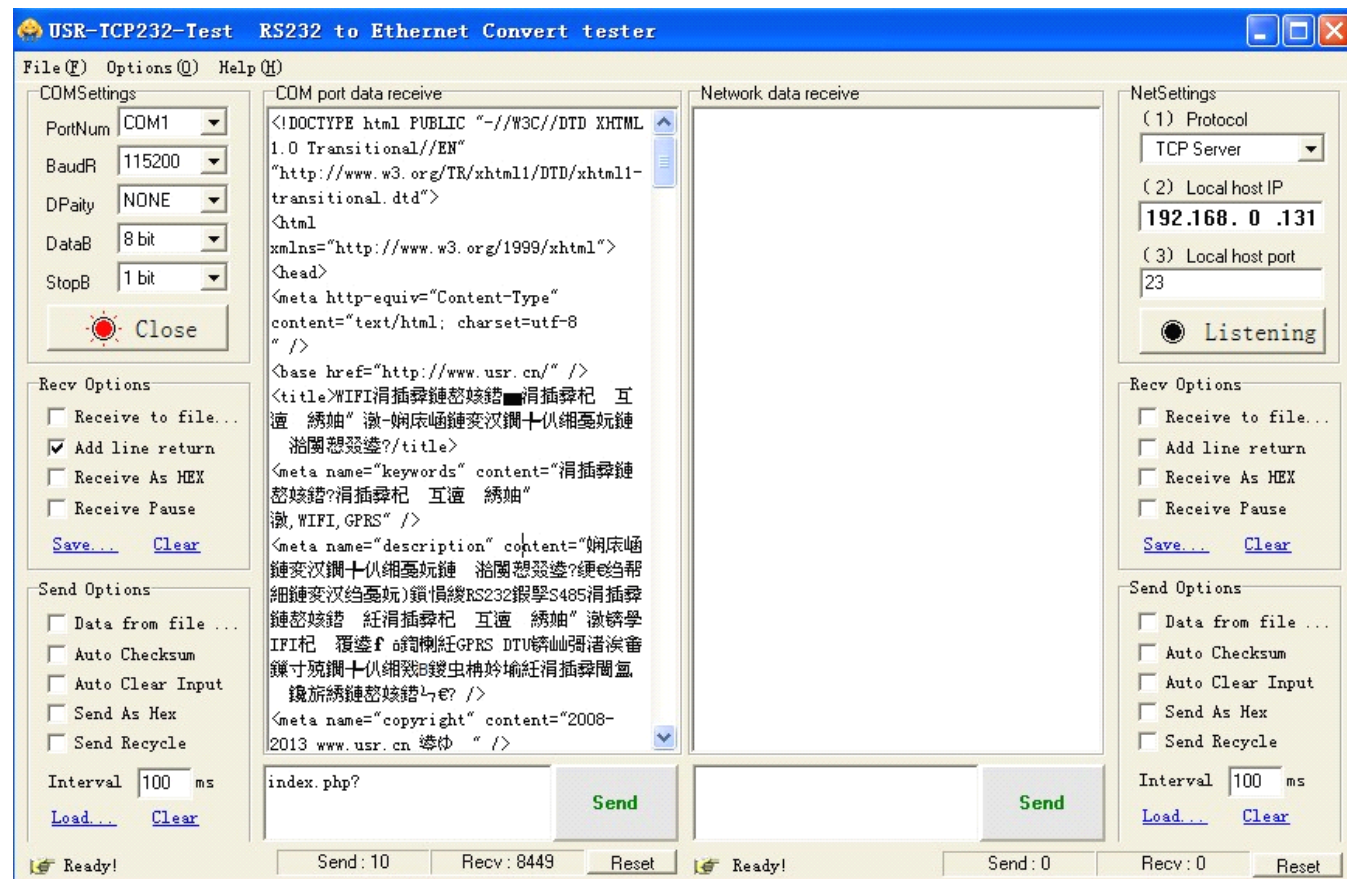 USR-TCP232-Test RS232 to Ethernet Convert tester
File(F) Options(O) Help(H)
COMSettings
PortNum COM1
BaudR 115200
DPaity NONE
DataB 8 bit
StopB 1 bit
Close
Recv Options
Receive to file...
Add line return
Receive As HEX
Receive Pause
Save... Clear
Send Options
Data from file ...
Auto Checksum
Auto Clear Input
Send As Hex
Send Recycle
Interval 100 ms
Load... Clear
Ready!
COM port data receive
<!DOCTYPE html PUBLIC "-//W3C//DTD XHTML
1.0 Transitional//EN"
"http://www.w3.org/TR/xhtml1/DTD/xhtml1-
transitional.dtd">
<html
xmlns="http://www.w3.org/1999/xhtml">
<head>
<meta http-equiv="Content-Type"
content="text/html; charset=utf-8
" />
<base href="http://www.usr.cn/" />
<title>WIFI
?/title>
<meta name="keywords" content="
,WIFI,GPRS" />
<meta name="description" content="
RS232 S485
IFI GPRS DTU
? />
<meta name="copyright" content="2008-
2013 www.usr.cn " />
index.php?
Send
Send : 10 Recv : 8449 Reset
Network data receive
Send
Ready! Send : 0 Recv : 0 Reset
NetSettings
(1) Protocol
TCP Server
(2) Local host IP
192.168. 0 .131
(3) Local host port
23
Listening
Recv Options
Receive to file...
Add line return
Receive As HEX
Receive Pause
Save... Clear
Send Options
Data from file ...
Auto Checksum
Auto Clear Input
Send As Hex
Send Recycle
Interval 100 ms
Load... Clear